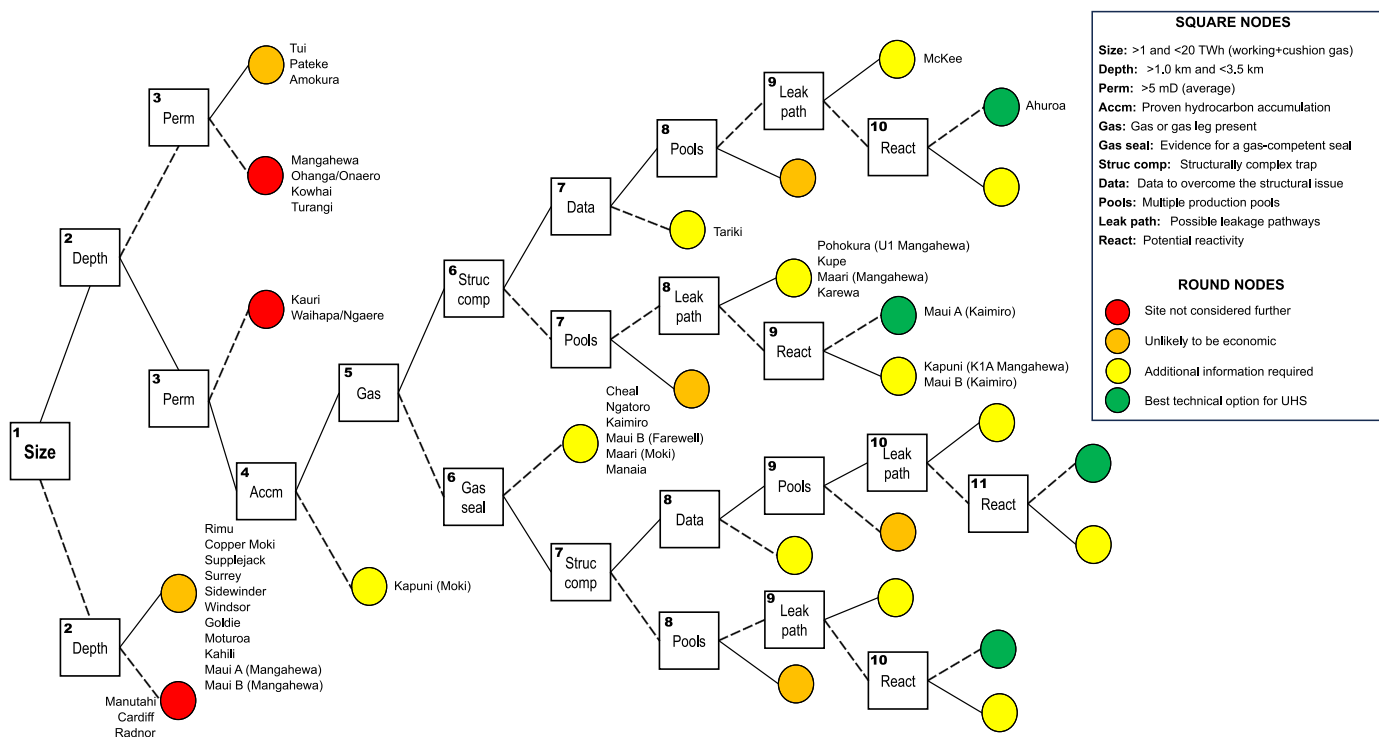 Tui
Pateke
Amokura
3
Perm
Mangahewa
Ohanga/Onaero
Kowhai
Turangi
2
Depth
Kauri
Waihapa/Ngaere
3
Perm
1
Size
4
Accm
Kapuni (Moki)
2
Depth
Rimu
Copper Moki
Supplejack
Surrey
Sidewinder
Windsor
Goldie
Moturoa
Kahili
Maui A (Mangahewa)
Maui B (Mangahewa)
Manutahi
Cardiff
Radnor
5
Gas
6
Struc
comp
7
Data
8
Pools
9
Leak
path
McKee
10
React
Ahuroa
Tariki
7
Pools
8
Leak
path
Pohokura (U1 Mangahewa)
Kupe
Maari (Mangahewa)
Karewa
9
React
Maui A (Kaimiro)
Kapuni (K1A Mangahewa)
Maui B (Kaimiro)
6
Gas
seal
Cheal
Ngatoro
Kaimiro
Maui B (Farewell)
Maari (Moki)
Manaia
7
Struc
comp
8
Data
9
Pools
10
Leak
path
11
React
8
Pools
9
Leak
path
10
React
SQUARE NODES
Size: >1 and <20 TWh (working+cushion gas)
Depth: >1.0 km and <3.5 km
Perm: >5 mD (average)
Accm: Proven hydrocarbon accumulation
Gas: Gas or gas leg present
Gas seal: Evidence for a gas-competent seal
Struc comp: Structurally complex trap
Data: Data to overcome the structural issue
Pools: Multiple production pools
Leak path: Possible leakage pathways
React: Potential reactivity
ROUND NODES
Site not considered further
Unlikely to be economic
Additional information required
Best technical option for UHS